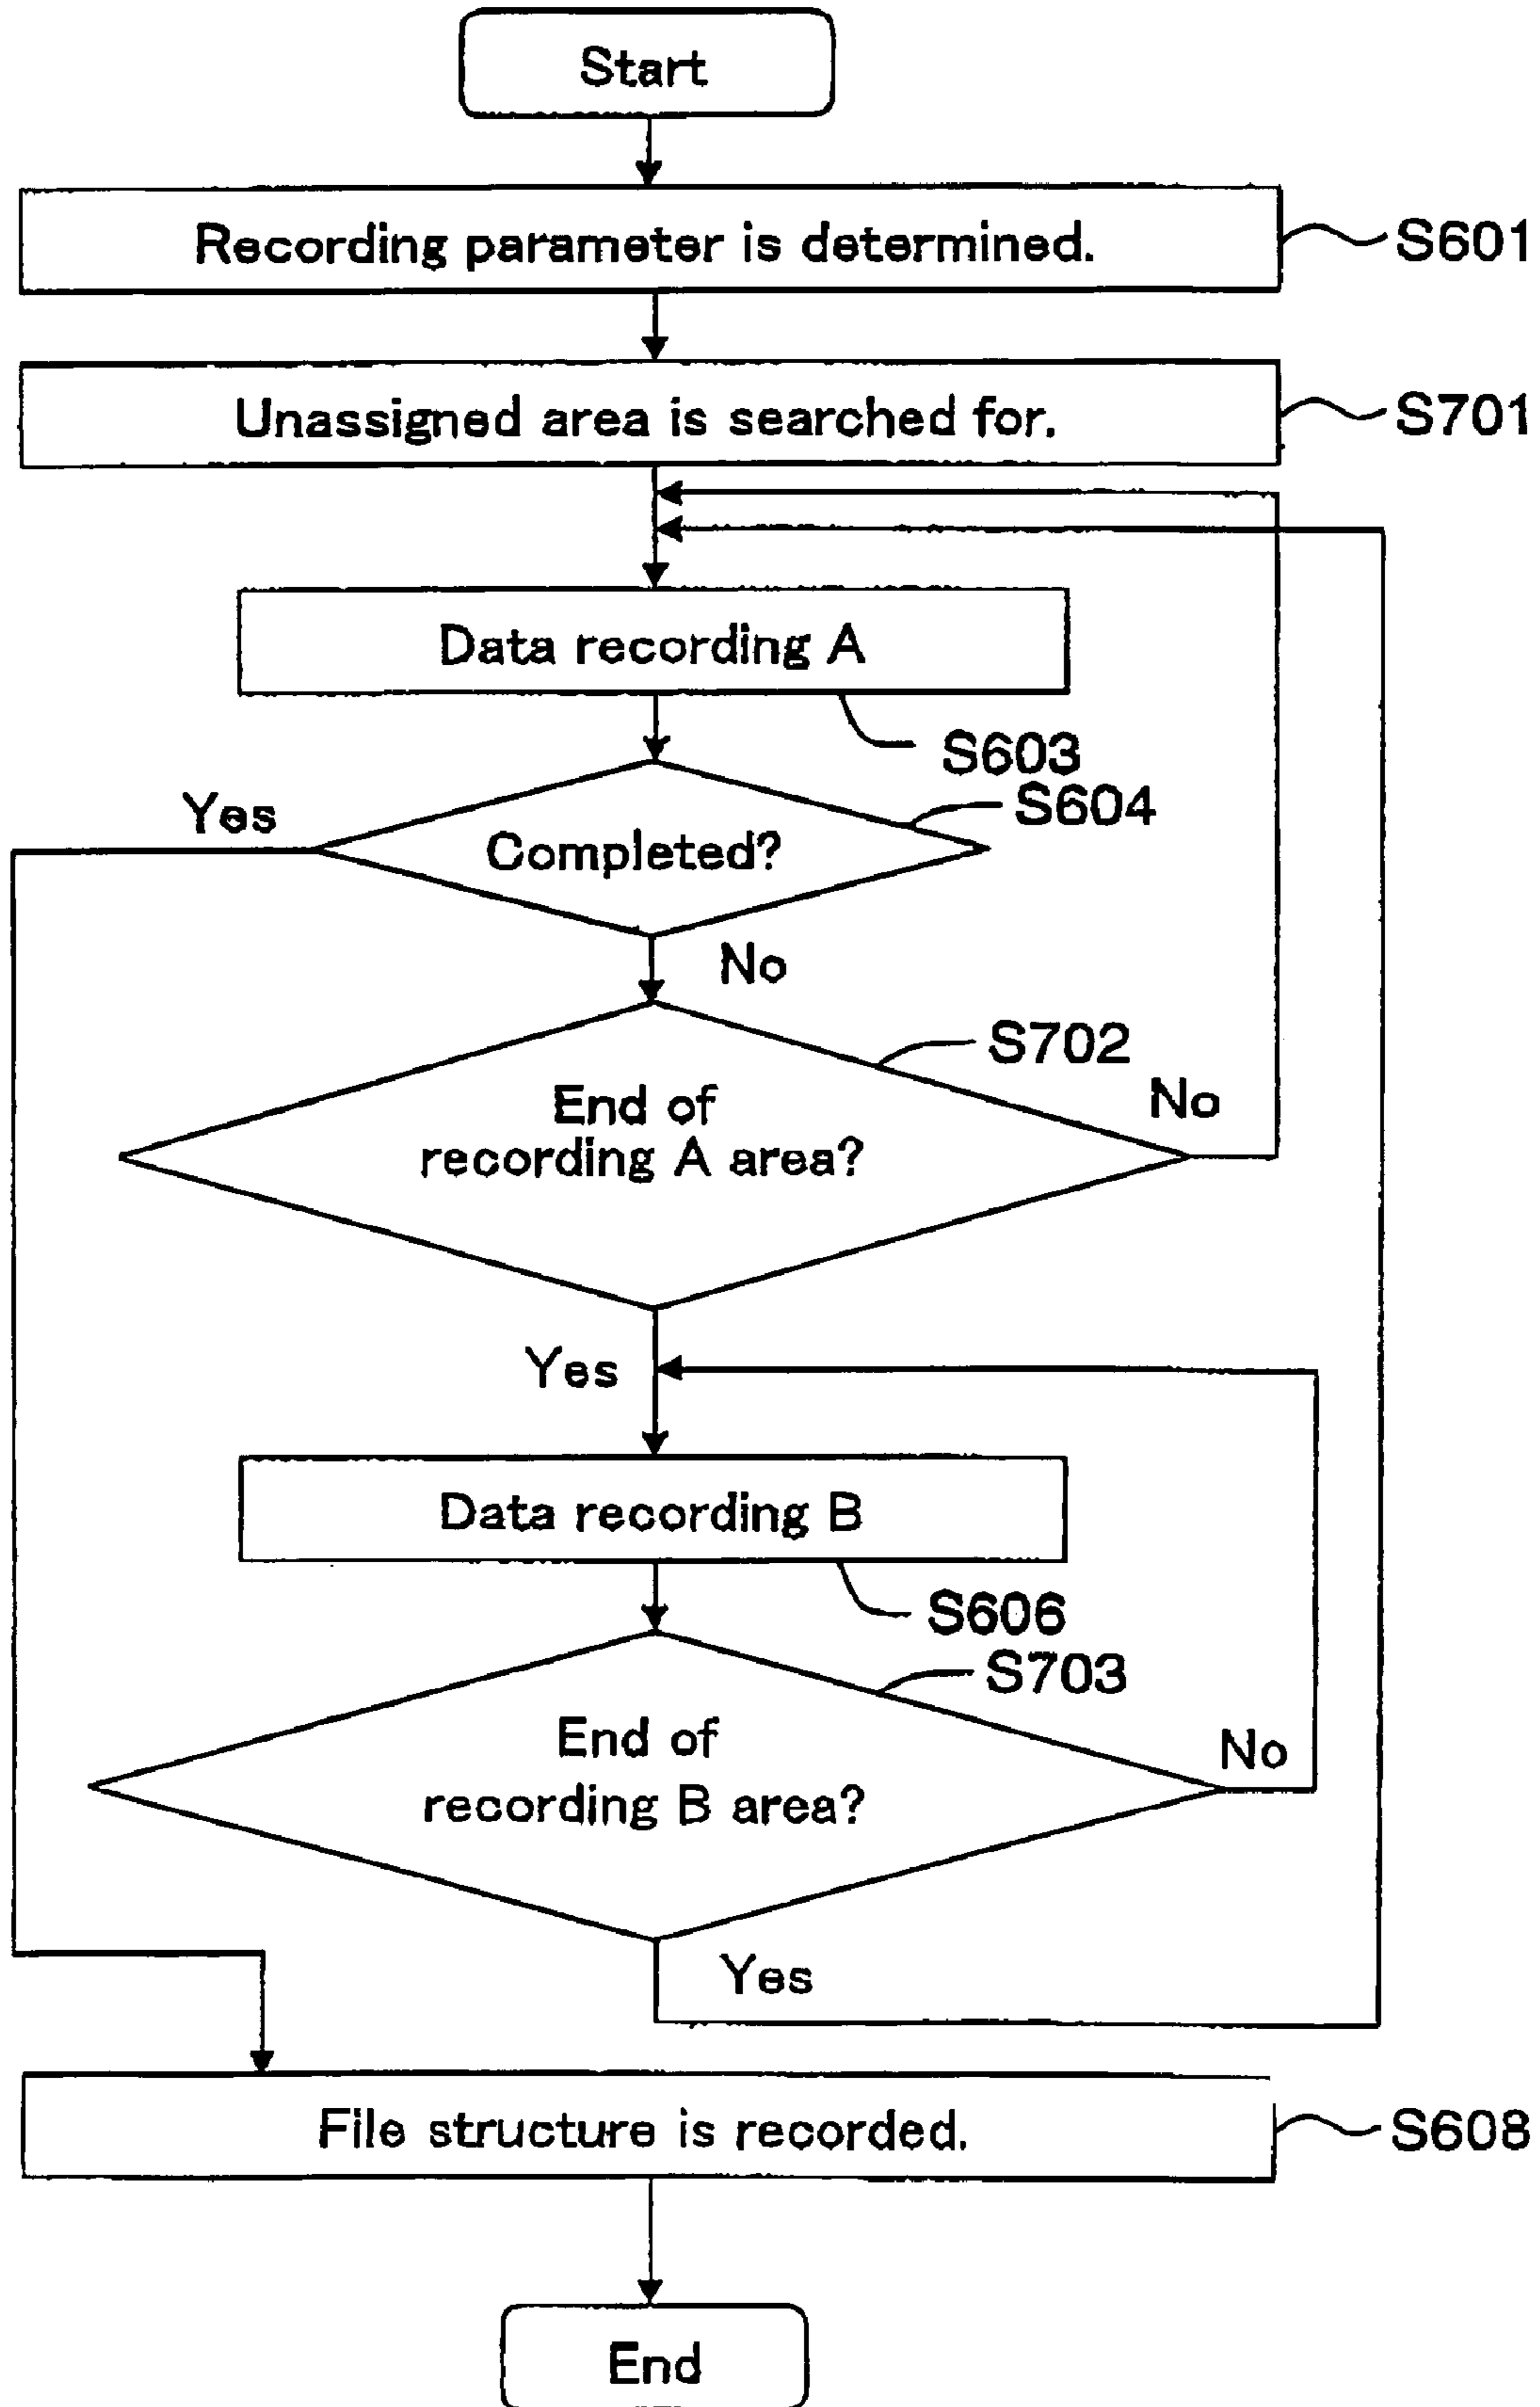 Start
Recording parameter is determined.
S601
Unassigned area is searched for.
S701
Data recording A
S603
S604
Yes
Completed?
No
S702
End of
No
recording A area?
Yes
Data recording B
S606
S703
End of
No
recording B area?
Yes
File structure is recorded.
S608
End